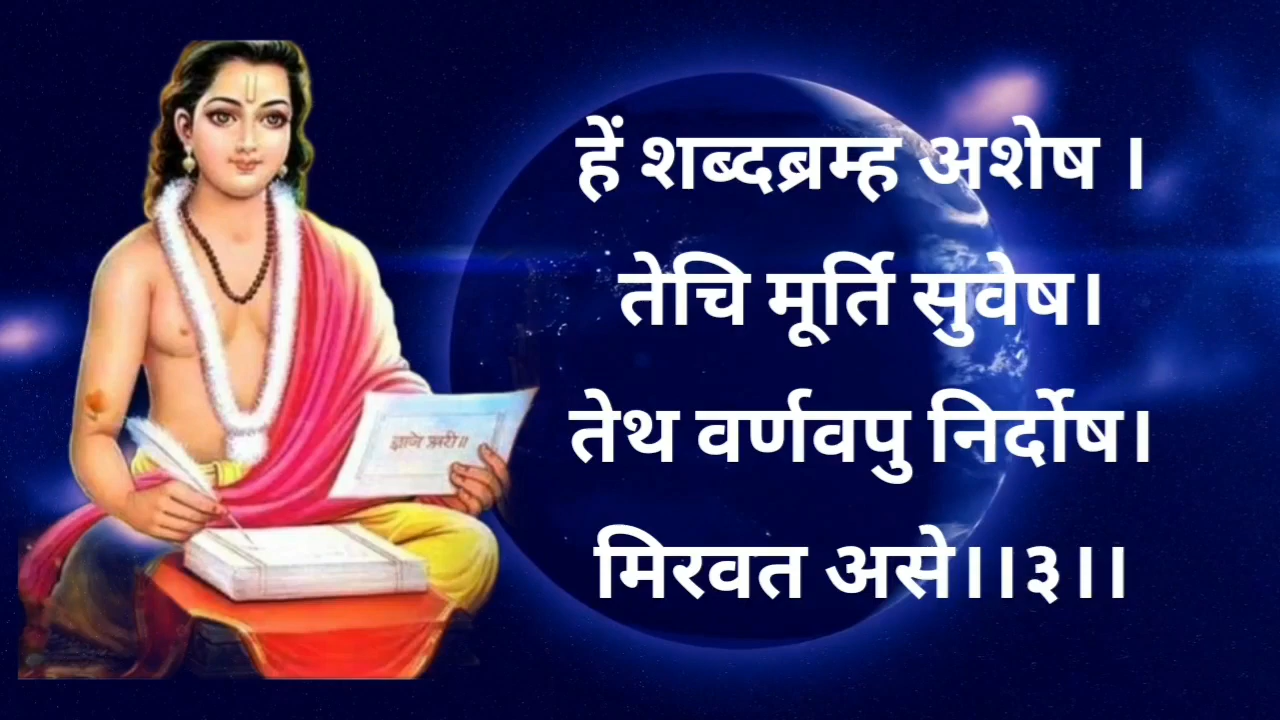 हें शब्दब्रम्ह अशेष ।
तेचि मूर्ति सुवेष।
तेथ वर्णवपु निर्दोष।
मिरवत असे।।३।।